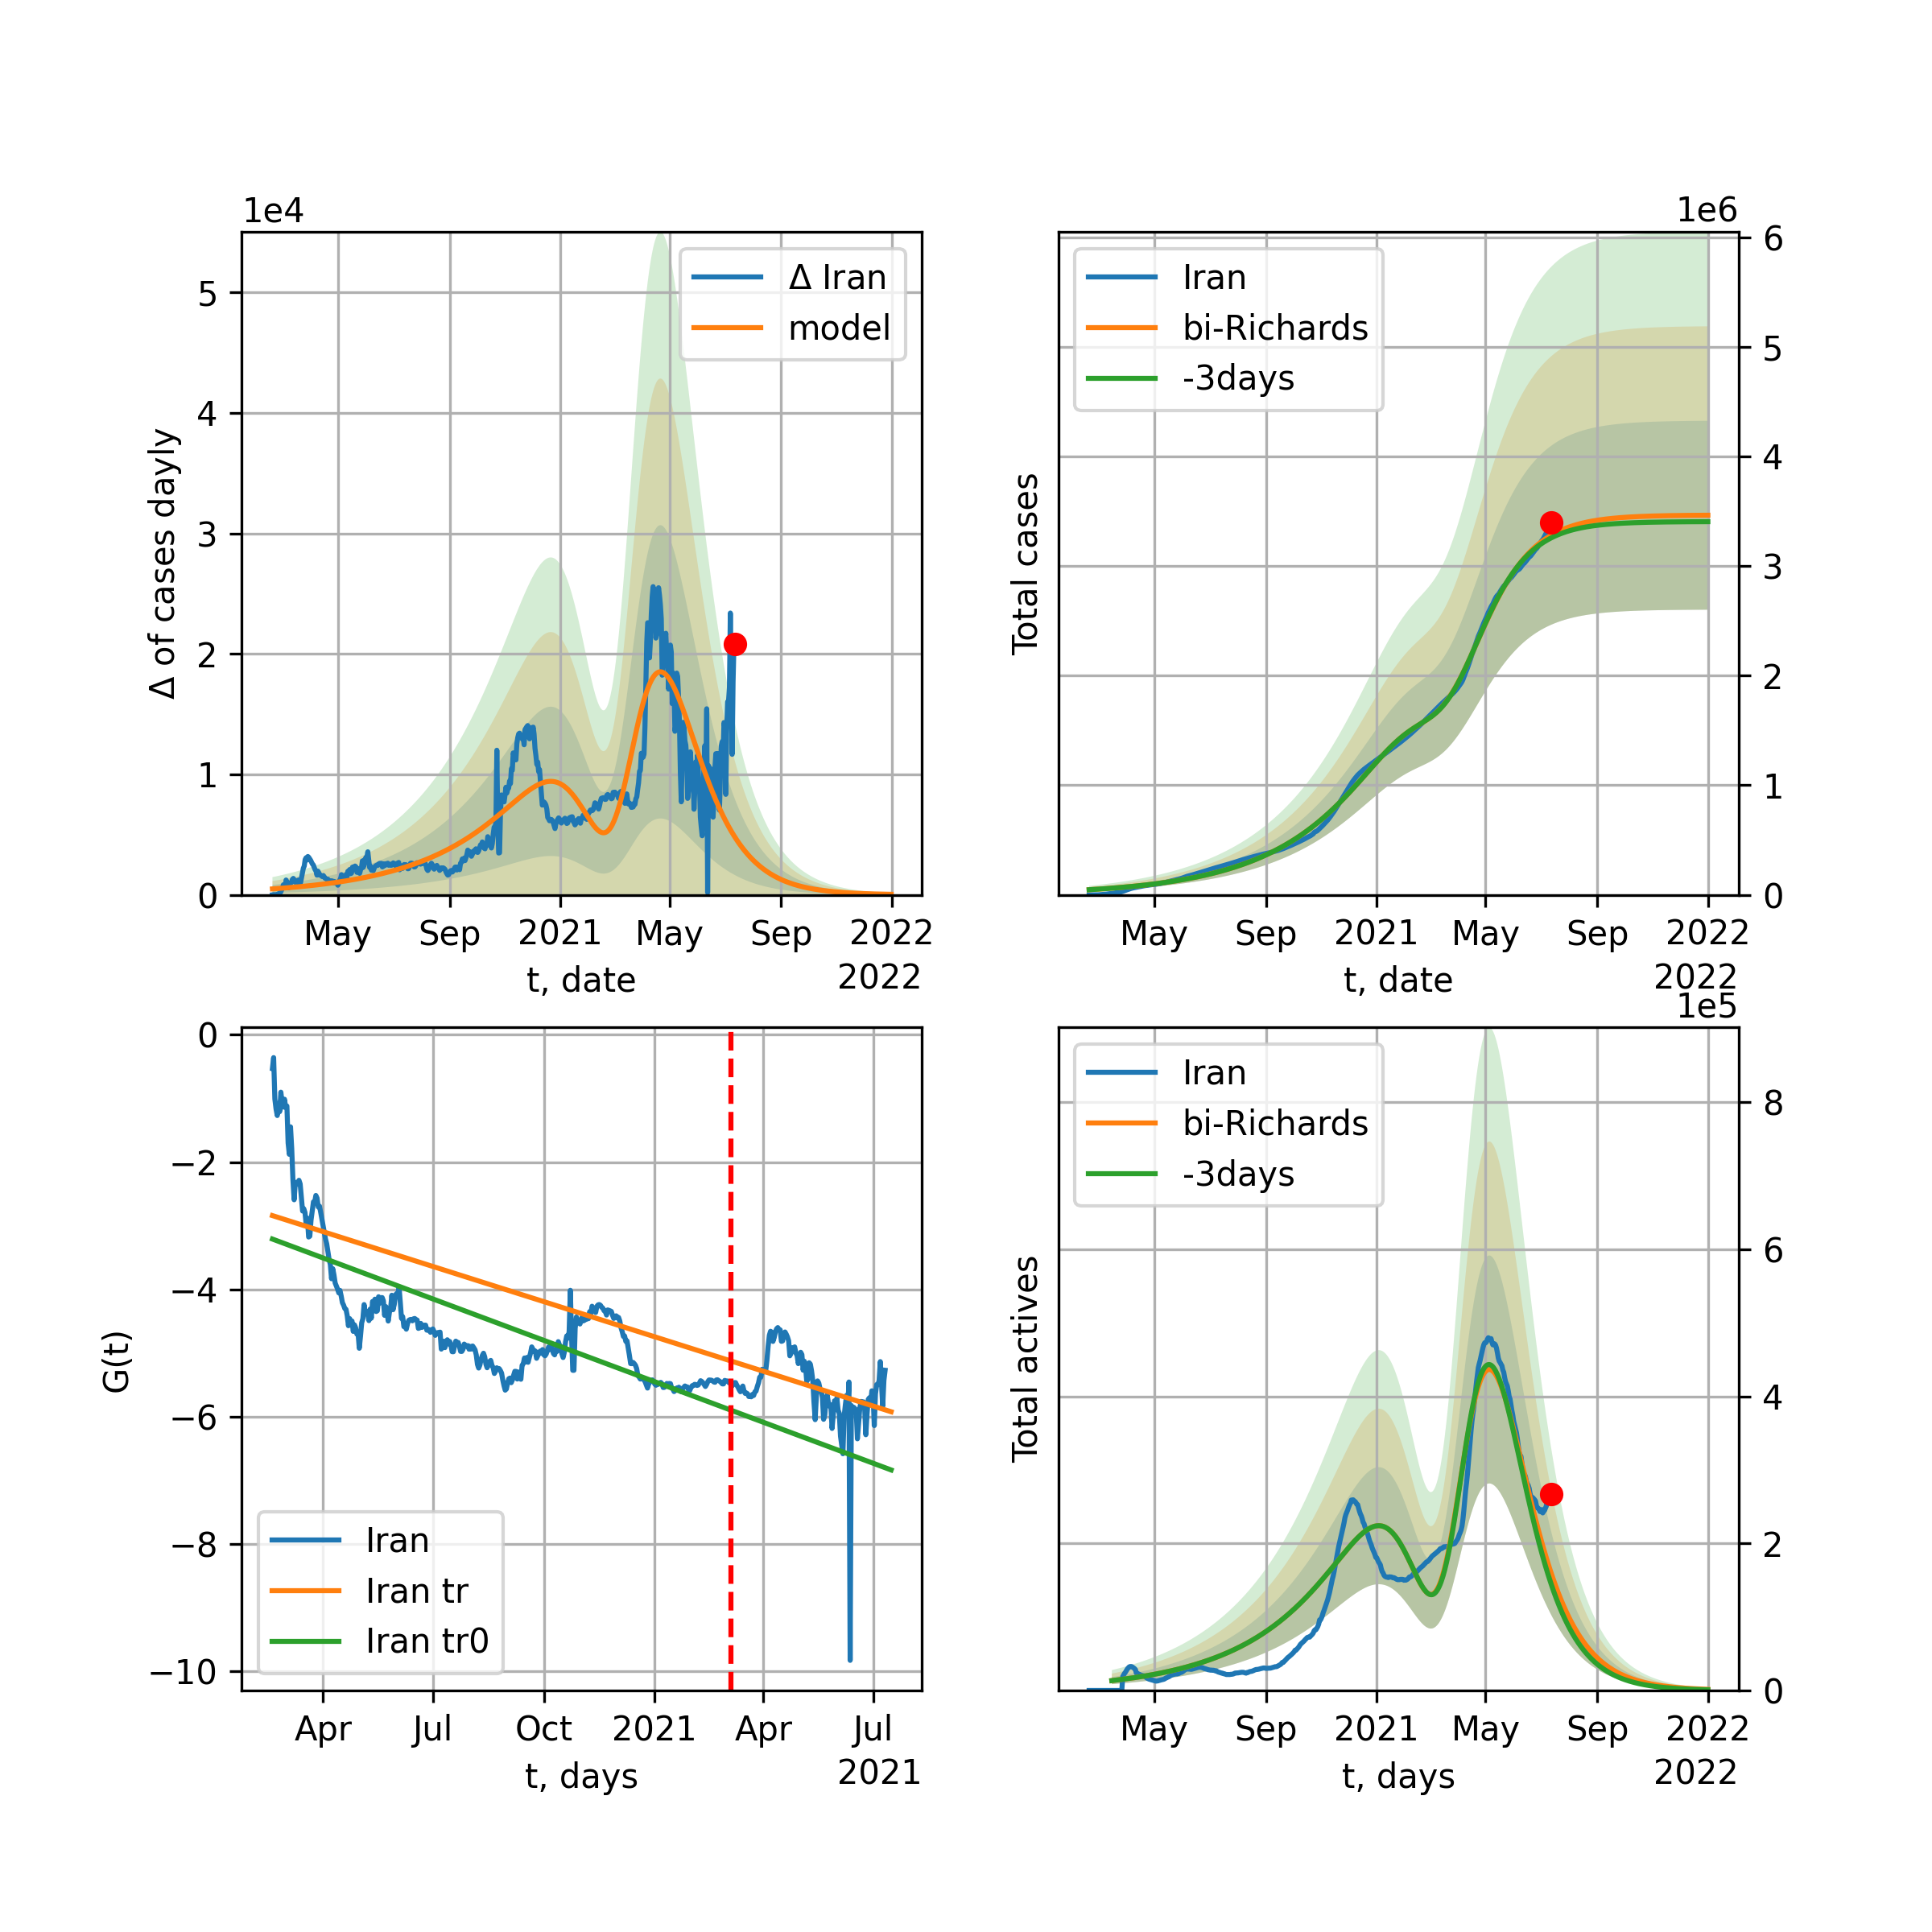 1e4
Δ of cases dayly
5
4
3
2
1
0
Δ Iran
model
May Sep 2021 May Sep 2022
t, date 2022
1e6
Total cases
Iran
bi-Richards
-3days
6
5
4
3
2
1
0
May Sep 2021 May Sep 2022
t, date 2022
G(t)
0
−2
−4
−6
−8
−10
Iran
Iran tr
Iran tr0
Apr Jul Oct 2021 Apr Jul
t, days 2021
1e5
Total actives
Iran
bi-Richards
-3days
8
6
4
2
0
May Sep 2021 May Sep 2022
t, days 2022